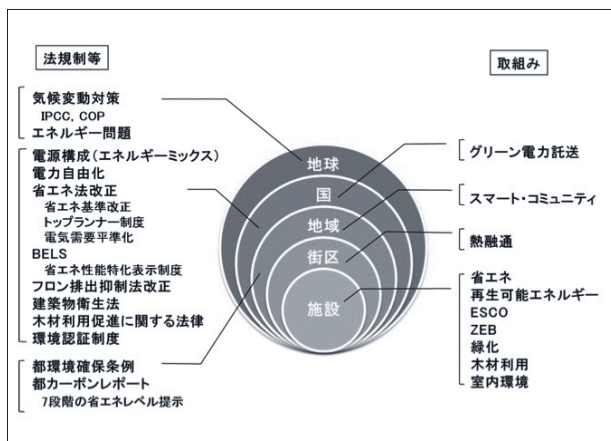 法規制等
気候変動対策
IPCC, COP
エネルギー問題
電源構成(エネルギーミックス)
電力自由化
省エネ法改正
省エネ基準改正
トップランナー制度
電気需要平準化
BELS
省エネ性能特化表示制度
フロン排出抑制法改正
建築物衛生法
木材利用促進に関する法律
環境認証制度
都環境確保条例
都カーボンレポート
7段階の省エネレベル提示
地球
国
地域
街区
施設
取組み
グリーン電力託送
スマート・コミュニティ
熱融通
省エネ
再生可能エネルギー
ESCO
ZEB
緑化
木材利用
室内環境